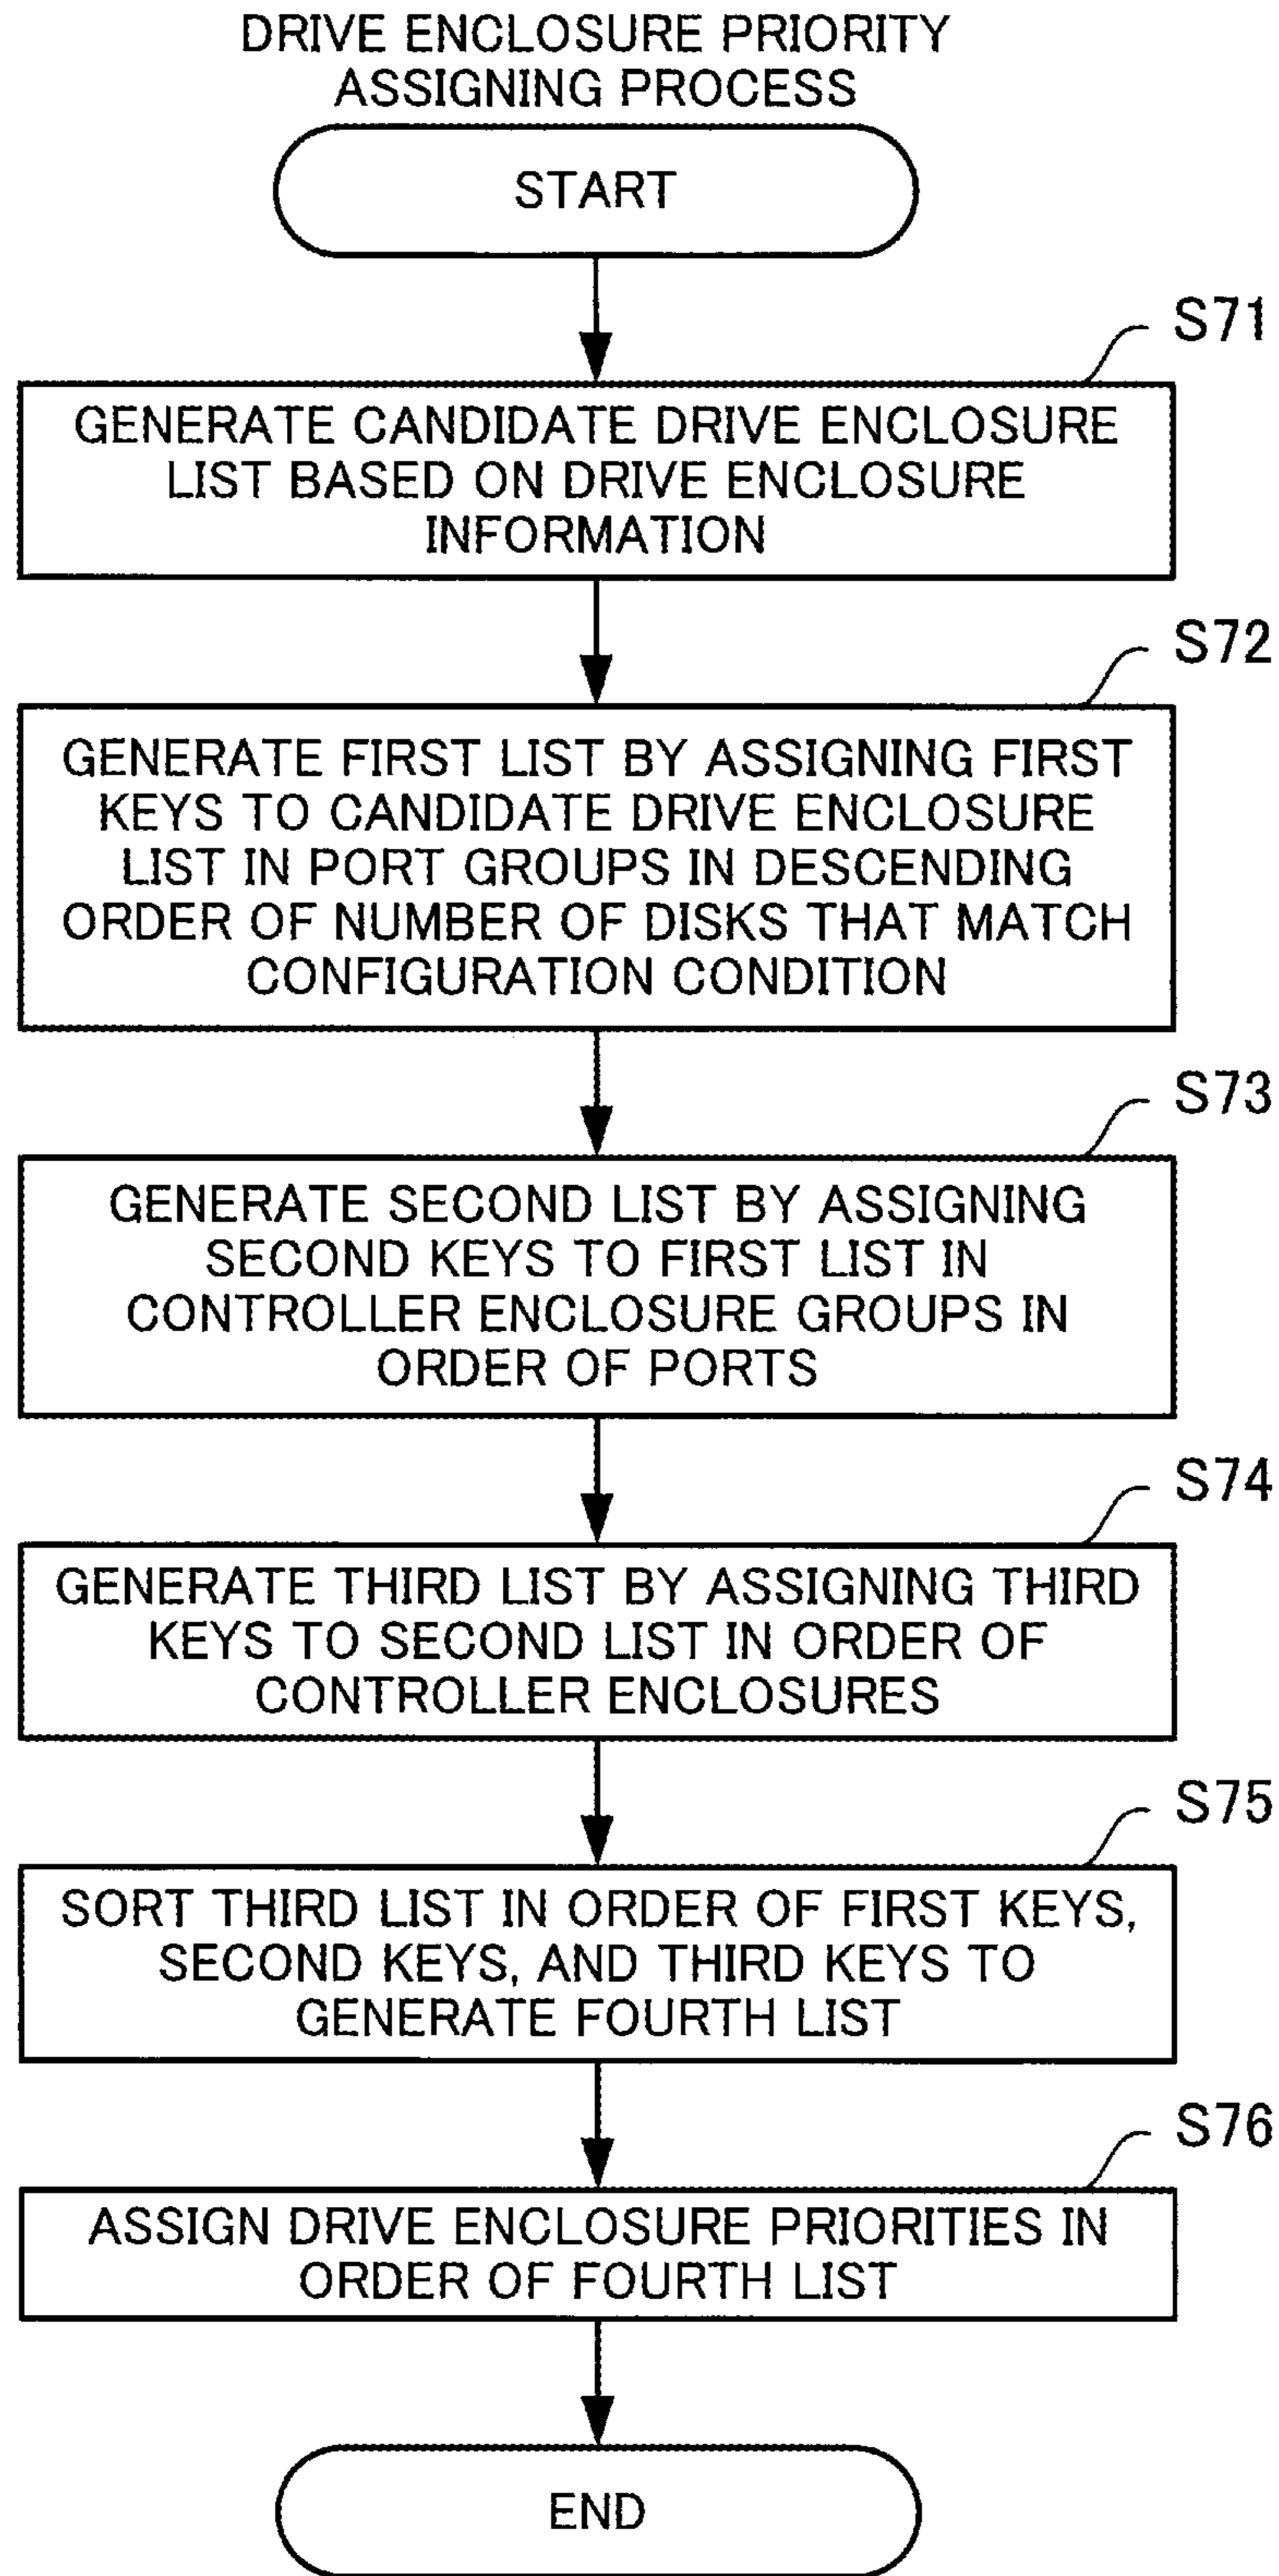 DRIVE ENCLOSURE PRIORITY
ASSIGNING PROCESS
START
S71
GENERATE CANDIDATE DRIVE ENCLOSURE
LIST BASED ON DRIVE ENCLOSURE
INFORMATION
S72
GENERATE FIRST LIST BY ASSIGNING FIRST
KEYS TO CANDIDATE DRIVE ENCLOSURE
LIST IN PORT GROUPS IN DESCENDING
ORDER OF NUMBER OF DISKS THAT MATCH
CONFIGURATION CONDITION
S73
GENERATE SECOND LIST BY ASSIGNING
SECOND KEYS TO FIRST LIST IN
CONTROLLER ENCLOSURE GROUPS IN
ORDER OF PORTS
S74
GENERATE THIRD LIST BY ASSIGNING THIRD
KEYS TO SECOND LIST IN ORDER OF
CONTROLLER ENCLOSURES
S75
SORT THIRD LIST IN ORDER OF FIRST KEYS,
SECOND KEYS, AND THIRD KEYS TO
GENERATE FOURTH LIST
S76
ASSIGN DRIVE ENCLOSURE PRIORITIES IN
ORDER OF FOURTH LIST
END